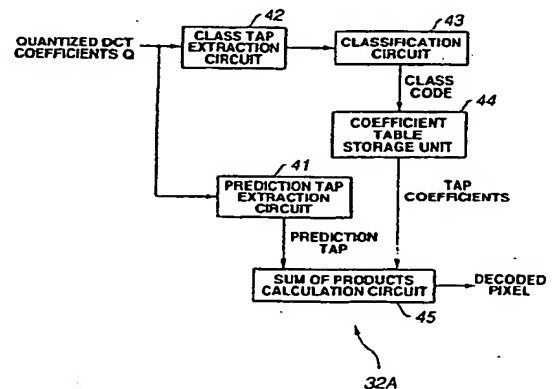 42
43
QUANTIZED DCT
COEFFICIENTS Q
CLASS TAP
EXTRACTION
CIRCUIT
CLASSIFICATION
CIRCUIT
CLASS
CODE
44
COEFFICIENT
TABLE
STORAGE UNIT
41
PREDICTION TAP
EXTRACTION
CIRCUIT
TAP
COEFFICIENTS
PREDICTION
TAP
SUM OF PRODUCTS
CALCULATION CIRCUIT
DECODED
PIXEL
45
32A